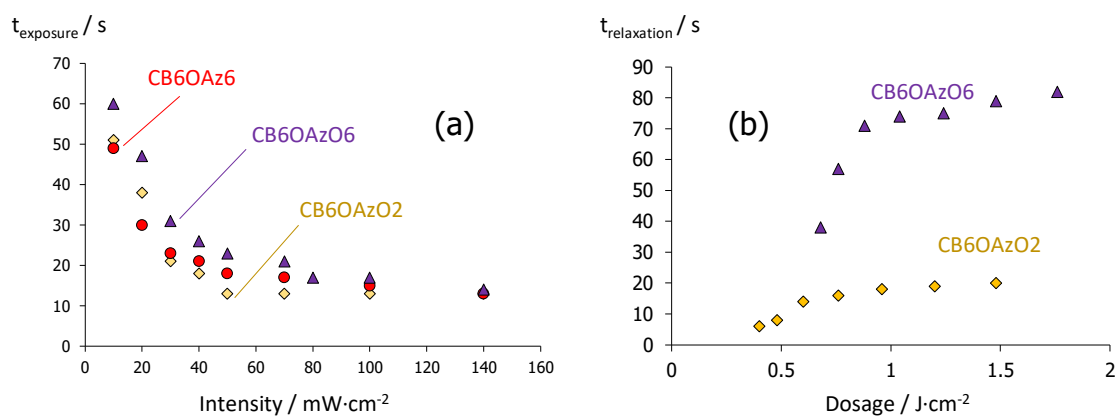 t_exposure / s
70
60
50
40
30
20
10
0
0 20 40 60 80 100 120 140 160
Intensity / mW·cm⁻²
CB6OAz6
CB6OAzO6
CB6OAzO2
(a)
t_relaxation / s
90
80
70
60
50
40
30
20
10
0
0 0.5 1 1.5 2
Dosage / J·cm⁻²
CB6OAzO6
(b)
CB6OAzO2